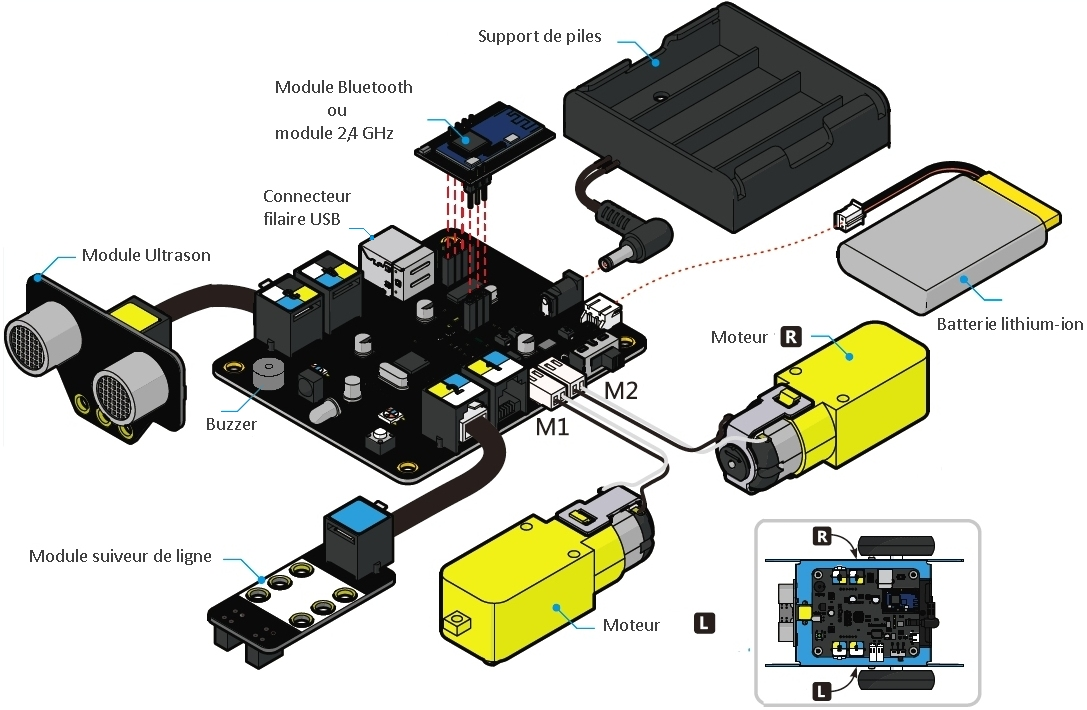 Support de piles
Module Bluetooth
ou
module 2,4 GHz
Connecteur
filaire USB
Module Ultrason
Batterie lithium-ion
Moteur R
M2
M1
Buzzer
Module suiveur de ligne
Moteur L
R
L